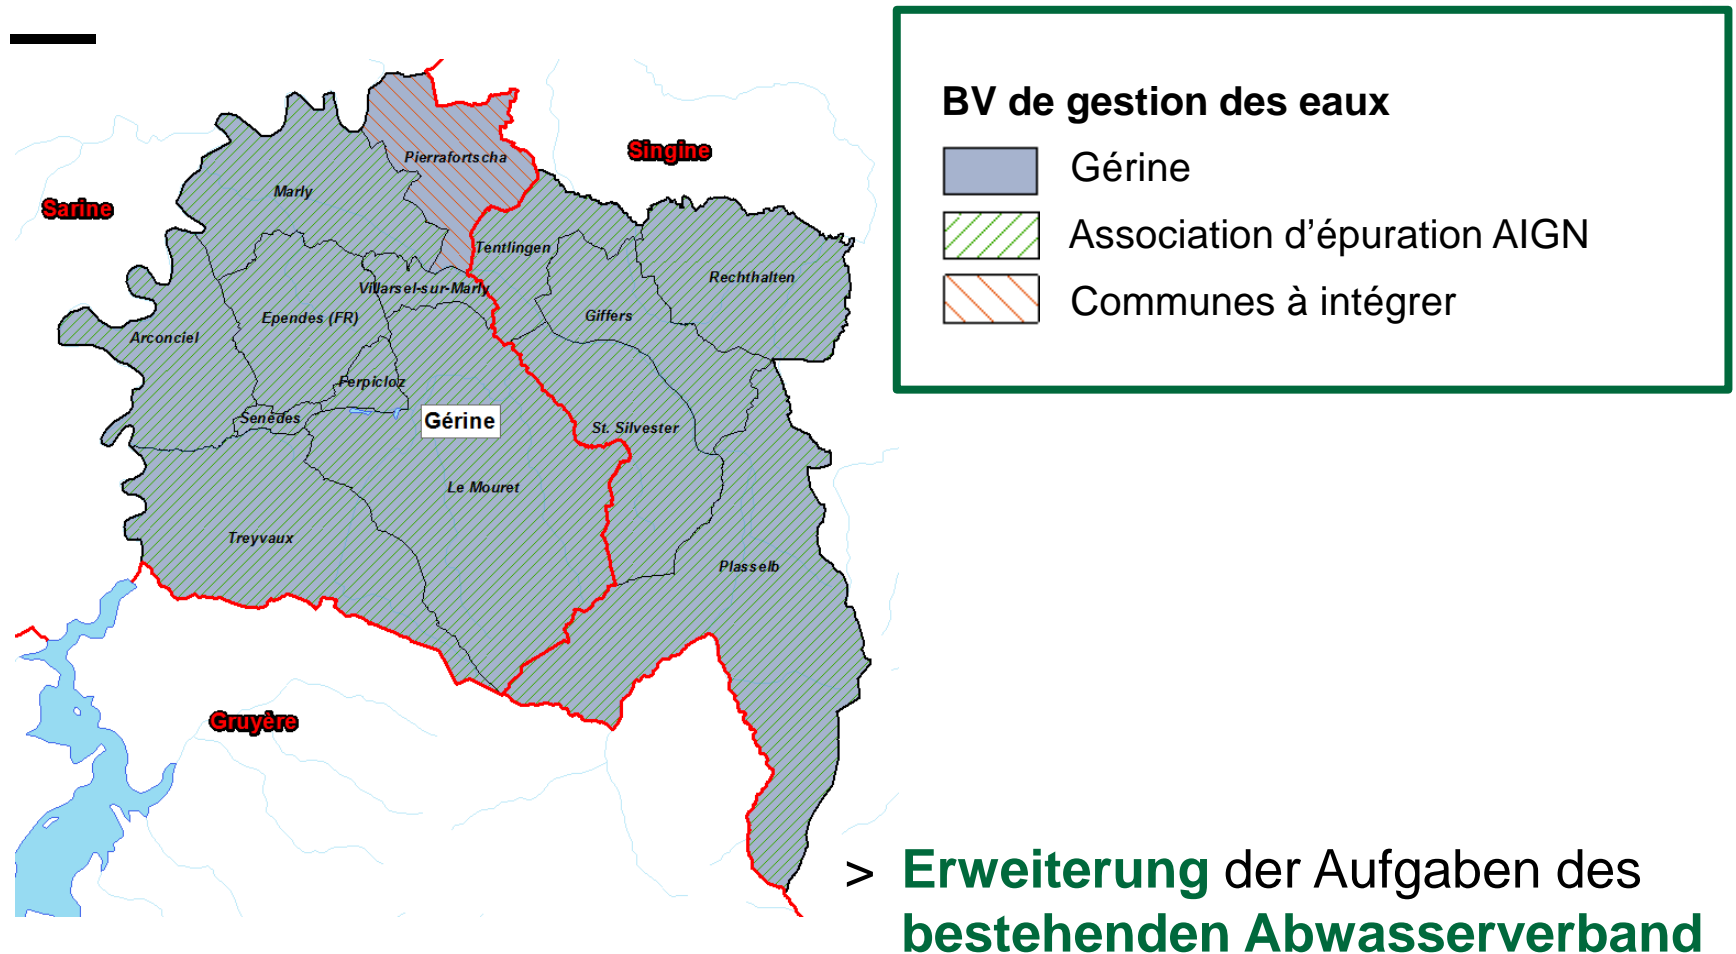 BV de gestion des eaux
Gérine
Association d'épuration AIGN
Communes à intégrer
Pierrafortscha
Singine
Marly
Sarine
Tentlingen
Rechthalten
Villarsel-sur-Marly
Ependes (FR)
Giffers
Arconciel
Ferpicloz
Senèdes
Gérine
St. Silvester
Le Mouret
Treyvaux
Plasselb
Gruyère
> Erweiterung der Aufgaben des
bestehenden Abwasserverband